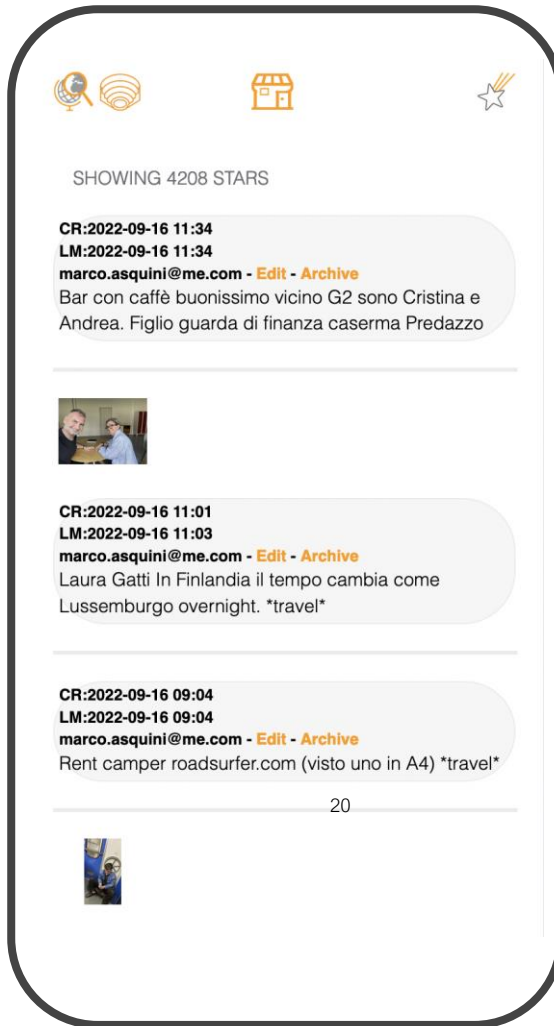 SHOWING 4208 STARS
CR:2022-09-16 11:34
LM:2022-09-16 11:34
marco.asquini@me.com - Edit - Archive
Bar con caffè buonissimo vicino G2 sono Cristina e
Andrea. Figlio guarda di finanza caserma Predazzo
CR:2022-09-16 11:01
LM:2022-09-16 11:03
marco.asquini@me.com - Edit - Archive
Laura Gatti In Finlandia il tempo cambia come
Lussemburgo overnight. *travel*
CR:2022-09-16 09:04
LM:2022-09-16 09:04
marco.asquini@me.com - Edit - Archive
Rent camper roadsurfer.com (visto uno in A4) *travel*
20